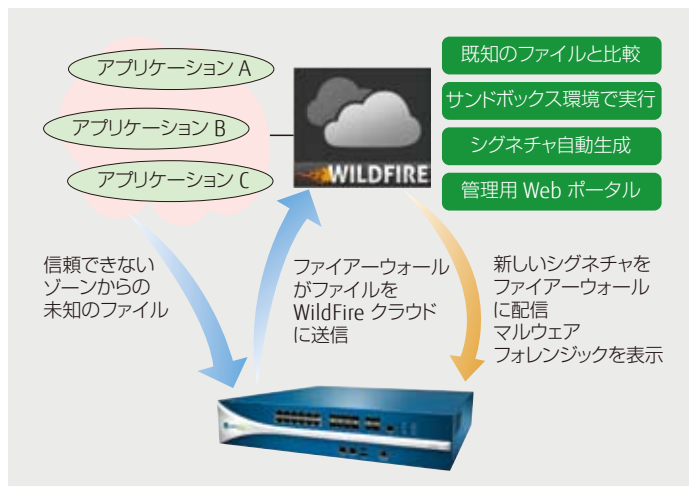 アプリケーション A
アプリケーション B
アプリケーション C
WILDFIRE
既知のファイルと比較
サンドボックス環境で実行
シグネチャ自動生成
管理用 Web ポータル
信頼できない
ゾーンからの
未知のファイル
ファイアーウォール
がファイルを
WildFire クラウド
に送信
新しいシグネチャを
ファイアーウォール
に配信
マルウェア
フォレンジックを表示